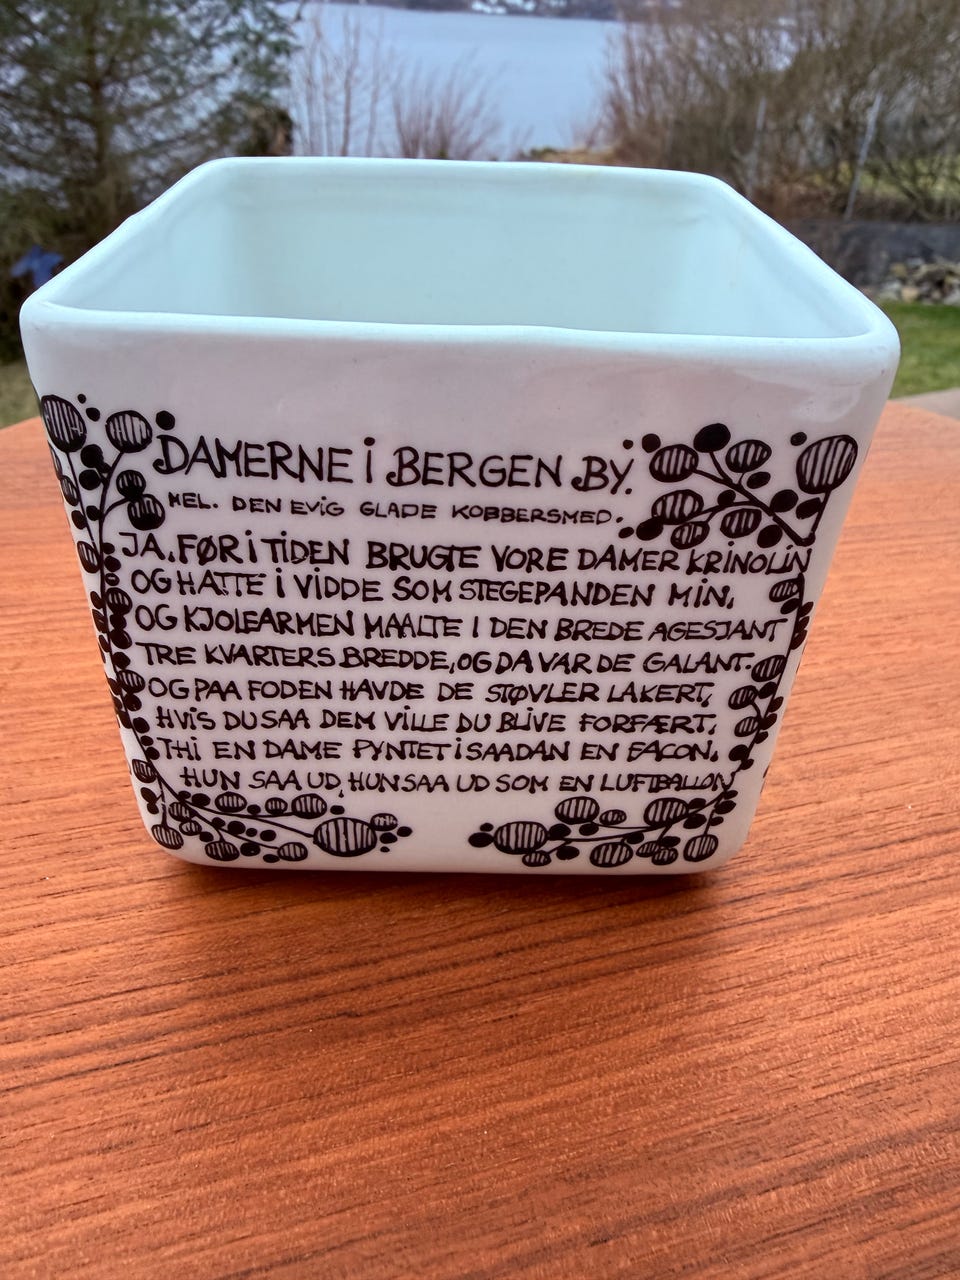 DAMERNE i BERGEN BY.
MEL. DEN EVIG GLADE KOBBERSMED.
JA, FØR i TIDEN BRUGTE VORE DAMER KRINOLIN
OG HATTE i VIDDE SOM STEGEPANDEN MIN,
OG KJOLEARMEN MAALTE I DEN BREDE AGESJANT
TRE KVARTERS BREDDE, OG DA VAR DE GALANT.
OG PAA FODEN HAVDE DE STØVLER LAKERT,
HVIS DU SAA DEM VILLE DU BLIVE FORFÆRT,
THI EN DAME PYNTET i SAADAN EN FACON,
HUN SAA UD, HUN SAA UD SOM EN LUFTBALLON